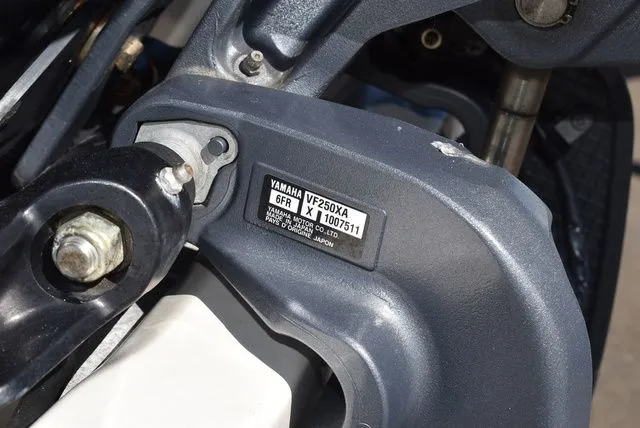 YAMAHA VF250XA
6FR X 1007511
YAMAHA MOTOR CO., LTD.
MADE IN JAPAN
PAYS D'ORIGINE JAPON